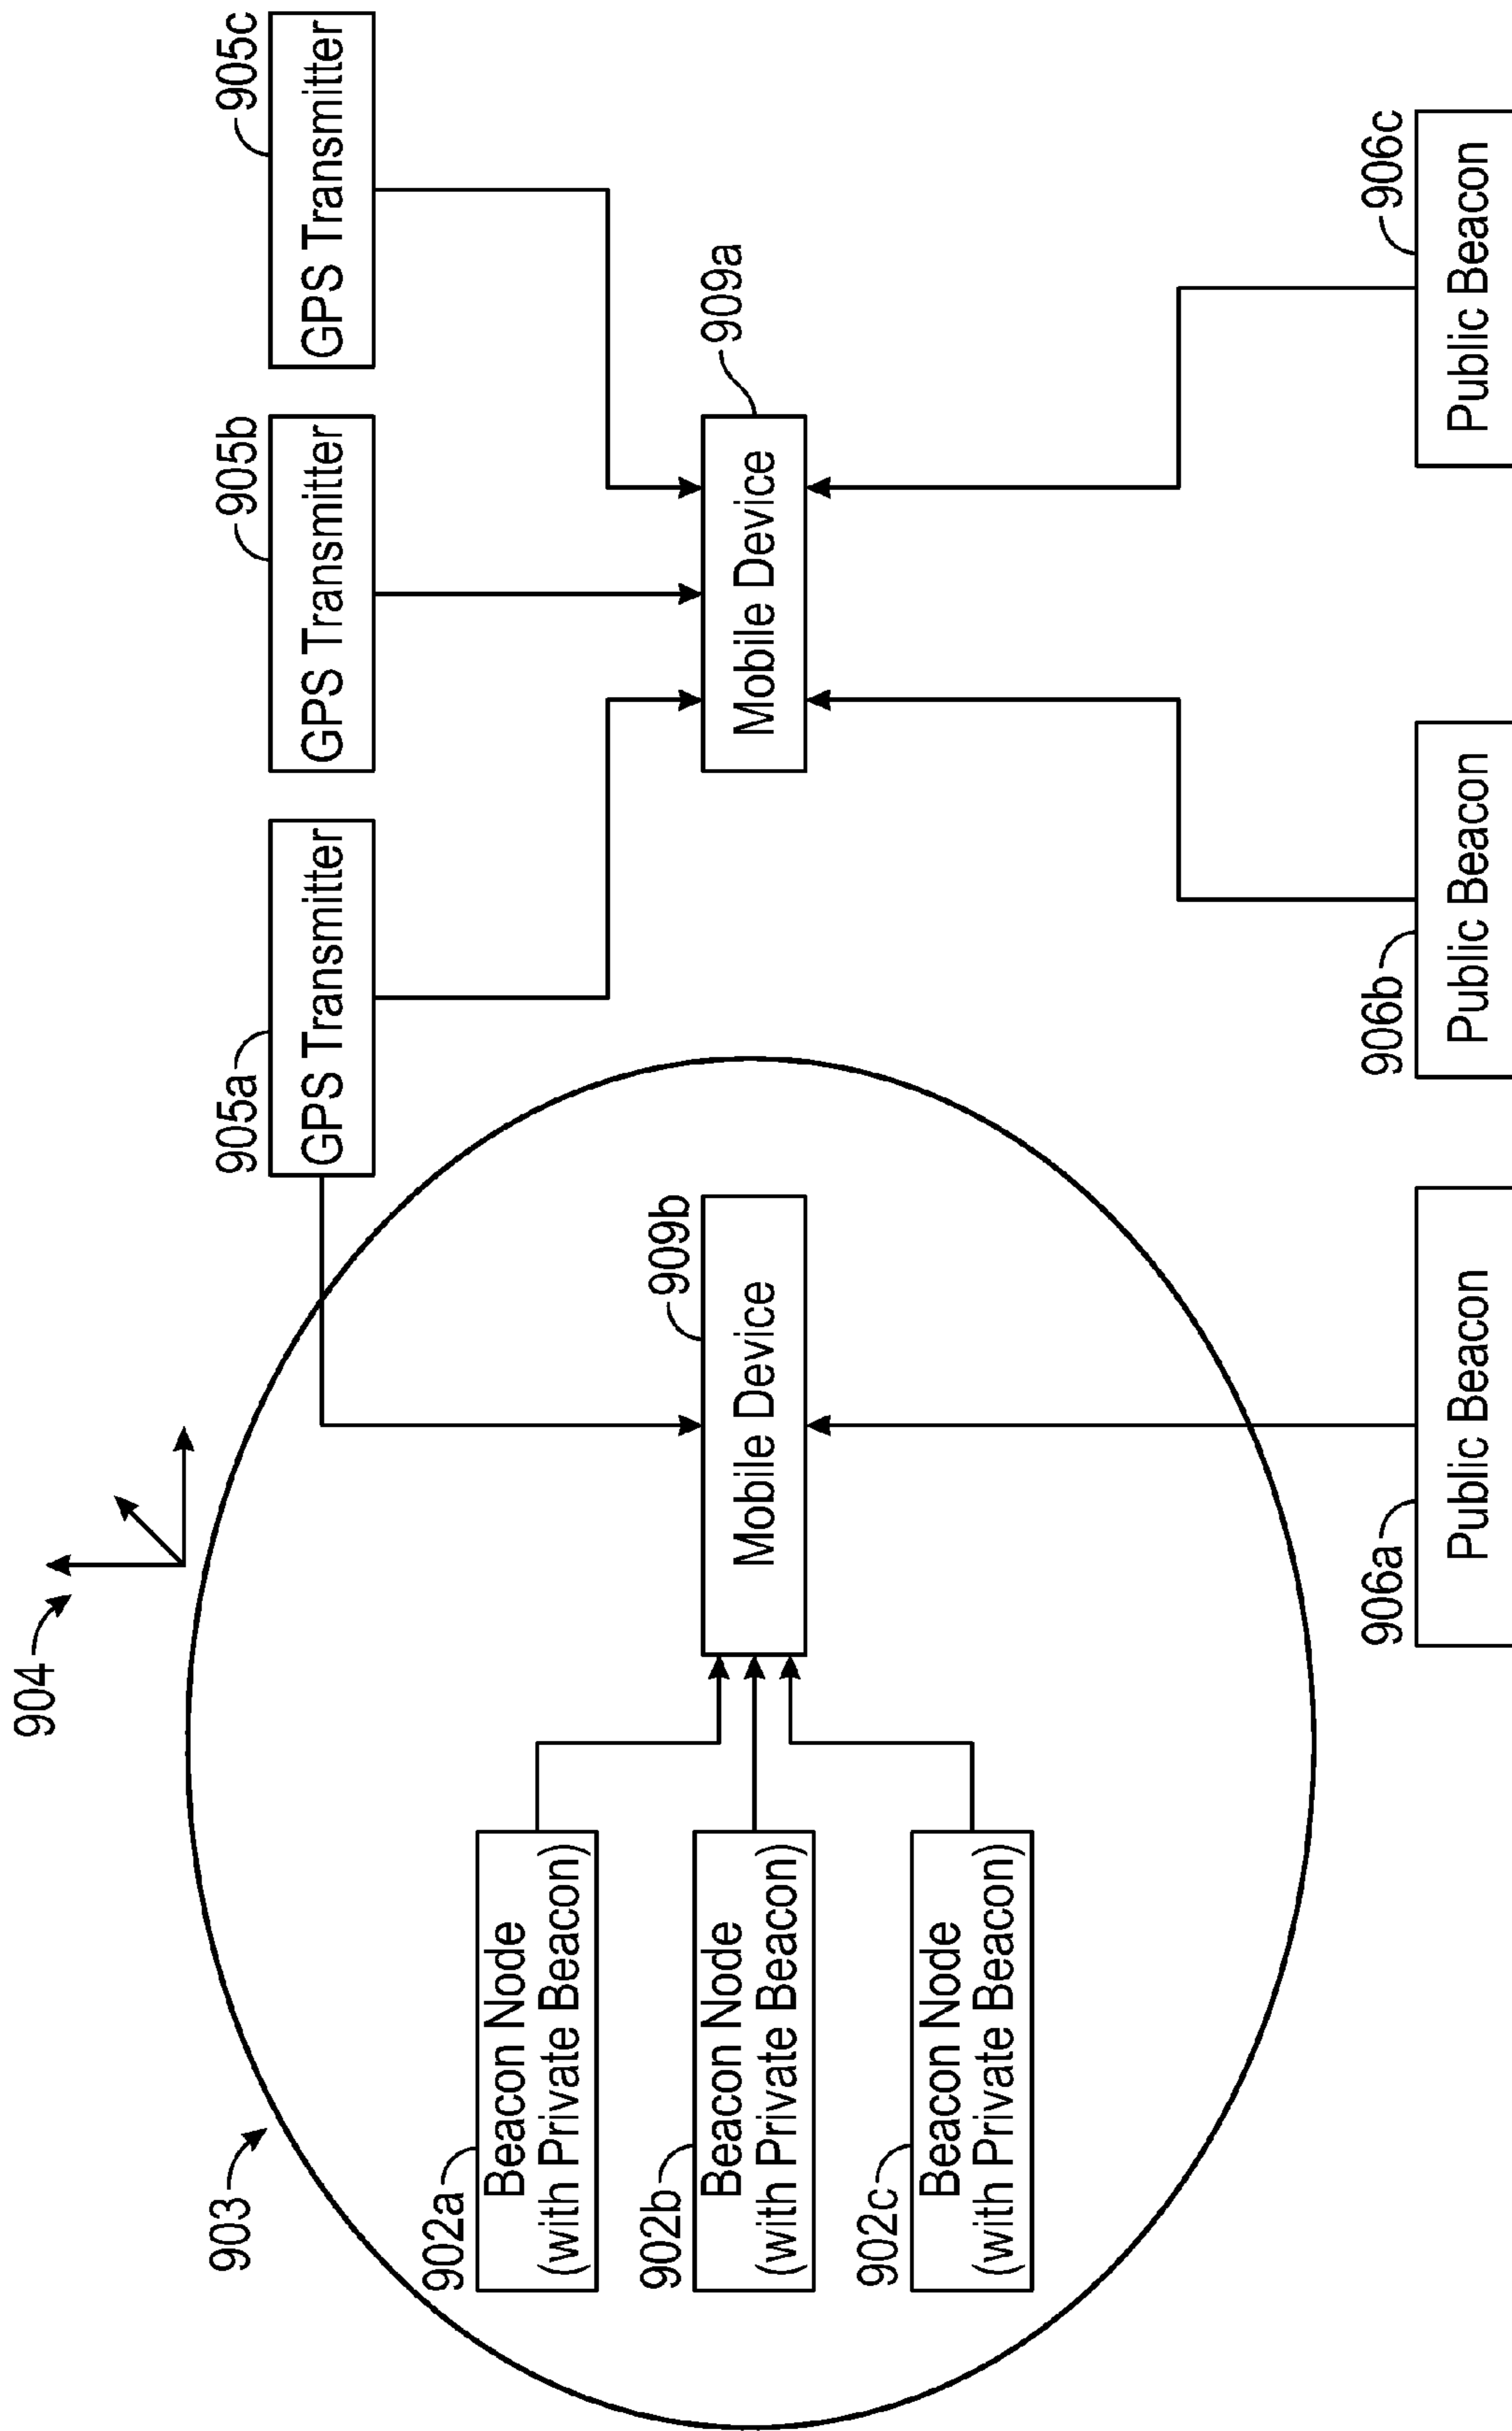 904
903
905a
GPS Transmitter
905b
GPS Transmitter
905c
GPS Transmitter
902a
Beacon Node
(with Private Beacon)
902b
Beacon Node
(with Private Beacon)
902c
Beacon Node
(with Private Beacon)
909b
Mobile Device
909a
Mobile Device
906a
Public Beacon
906b
Public Beacon
906c
Public Beacon